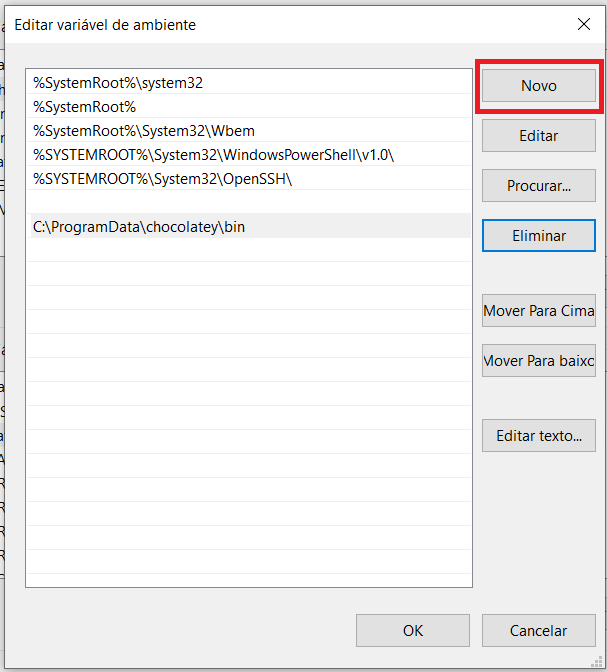 Editar variável de ambiente
%SystemRoot%\system32
%SystemRoot%
%SystemRoot%\System32\Wbem
%SYSTEMROOT%\System32\WindowsPowerShell\v1.0\
%SYSTEMROOT%\System32\OpenSSH\
C:\ProgramData\chocolatey\bin
Novo
Editar
Procurar...
Eliminar
Mover Para Cima
Mover Para baixo
Editar texto...
OK
Cancelar